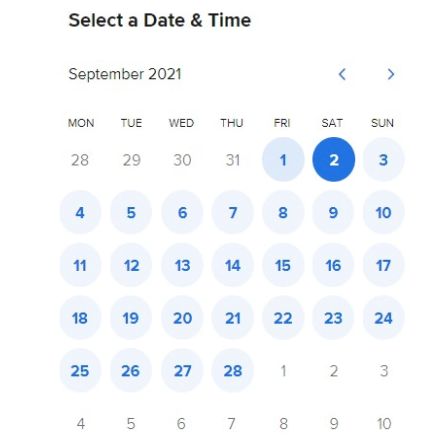 Select a Date & Time
September 2021
MON TUE WED THU FRI SAT SUN
28 29 30 31 1 2 3
4 5 6 7 8 9 10
11 12 13 14 15 16 17
18 19 20 21 22 23 24
25 26 27 28 1 2 3
4 5 6 7 8 9 10